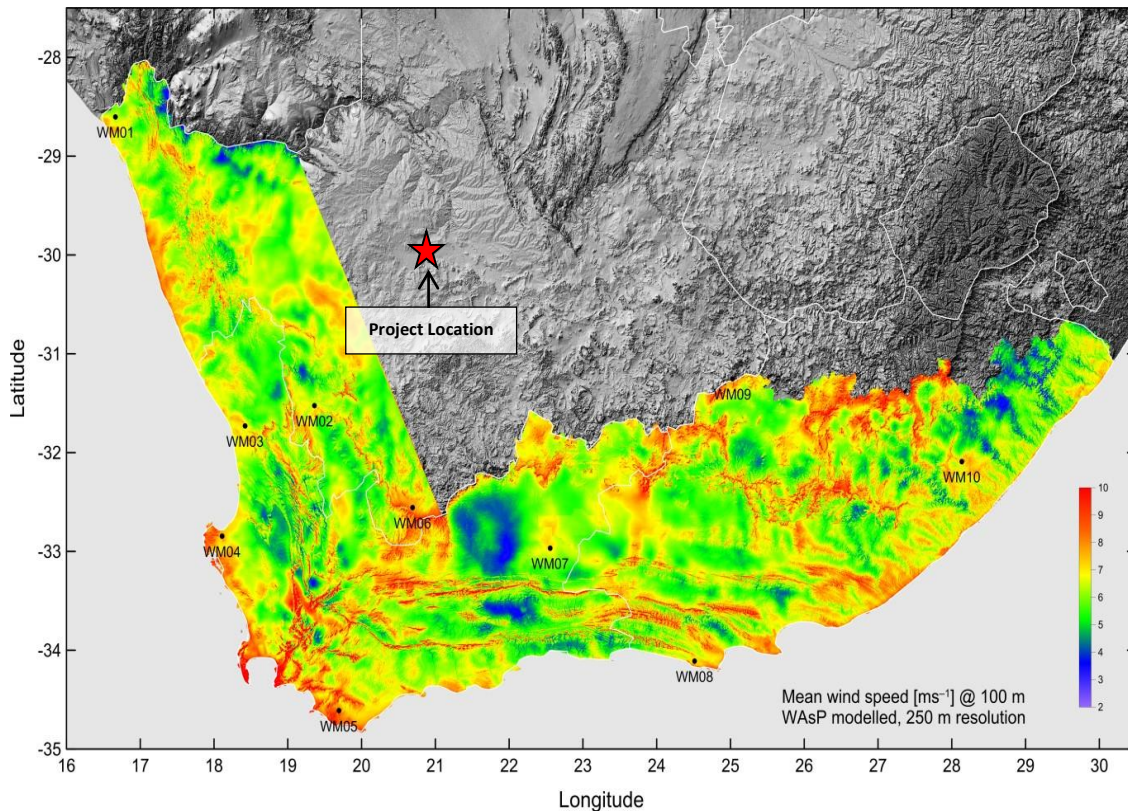 -28
-29
-30
-31
-32
-33
-34
-35
Latitude
16 17 18 19 20 21 22 23 24 25 26 27 28 29 30
Longitude
WM01
Project Location
WM02
WM03
WM09
WM10
WM06
WM04
WM07
WM08
WM05
10
9
8
7
6
5
4
3
2
Mean wind speed [ms⁻¹] @ 100 m
WAsP modelled, 250 m resolution